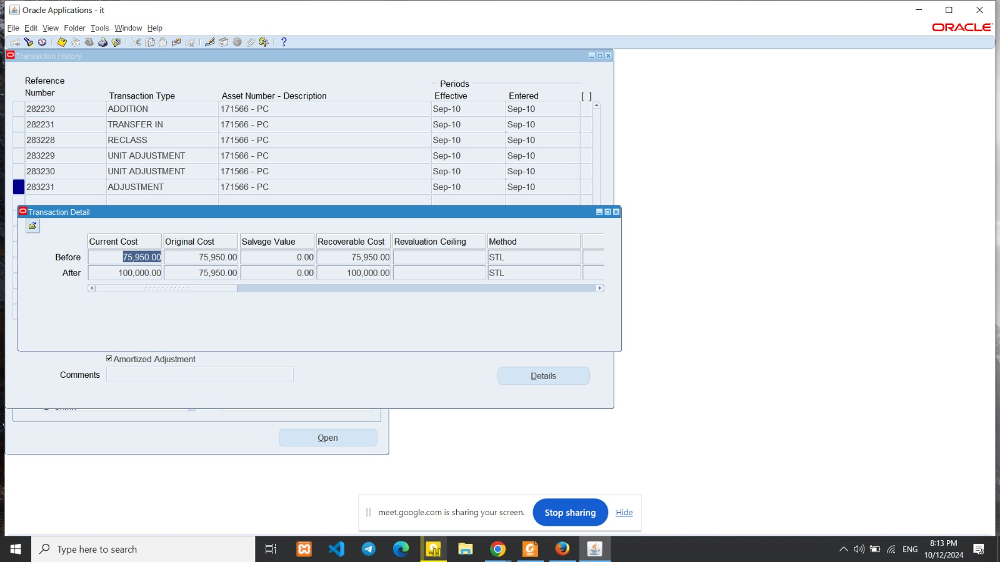 Oracle Applications - it
File Edit View Folder Tools Window Help
ORACLE
Transaction History
Reference
Number
Transaction Type
Asset Number - Description
Periods
Effective
Entered
[ ]
282230 ADDITION 171566 - PC Sep-10 Sep-10
282231 TRANSFER IN 171566 - PC Sep-10 Sep-10
283228 RECLASS 171566 - PC Sep-10 Sep-10
283229 UNIT ADJUSTMENT 171566 - PC Sep-10 Sep-10
283230 UNIT ADJUSTMENT 171566 - PC Sep-10 Sep-10
283231 ADJUSTMENT 171566 - PC Sep-10 Sep-10
Transaction Detail
Current Cost Original Cost Salvage Value Recoverable Cost Revaluation Ceiling Method
Before 75,950.00 75,950.00 0.00 75,950.00 STL
After 100,000.00 75,950.00 0.00 100,000.00 STL
Amortized Adjustment
Comments
Details
Open
meet.google.com is sharing your screen. Stop sharing Hide
Type here to search
ENG
8:13 PM
10/12/2024